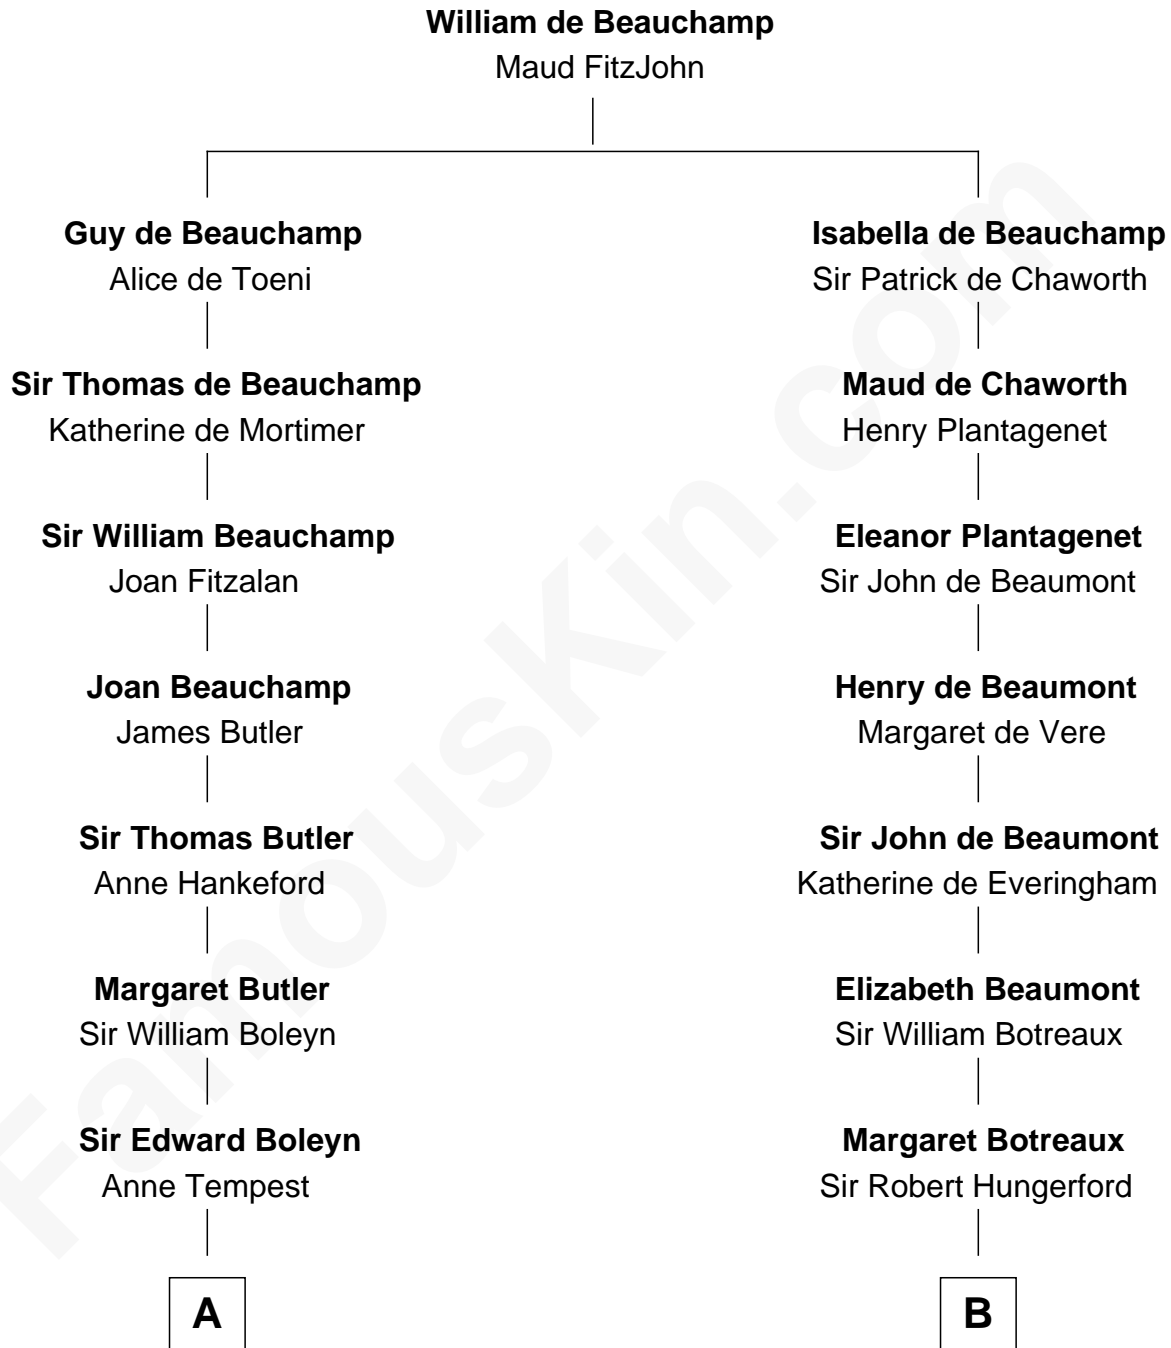 William de Beauchamp
Maud FitzJohn
Guy de Beauchamp
Alice de Toeni
Isabella de Beauchamp
Sir Patrick de Chaworth
Sir Thomas de Beauchamp
Katherine de Mortimer
Maud de Chaworth
Henry Plantagenet
Sir William Beauchamp
Joan Fitzalan
Eleanor Plantagenet
Sir John de Beaumont
Joan Beauchamp
James Butler
Henry de Beaumont
Margaret de Vere
Sir Thomas Butler
Anne Hankeford
Sir John de Beaumont
Katherine de Everingham
Margaret Butler
Sir William Boleyn
Elizabeth Beaumont
Sir William Botreaux
Sir Edward Boleyn
Anne Tempest
Margaret Botreaux
Sir Robert Hungerford
A
B
FamousKin.com